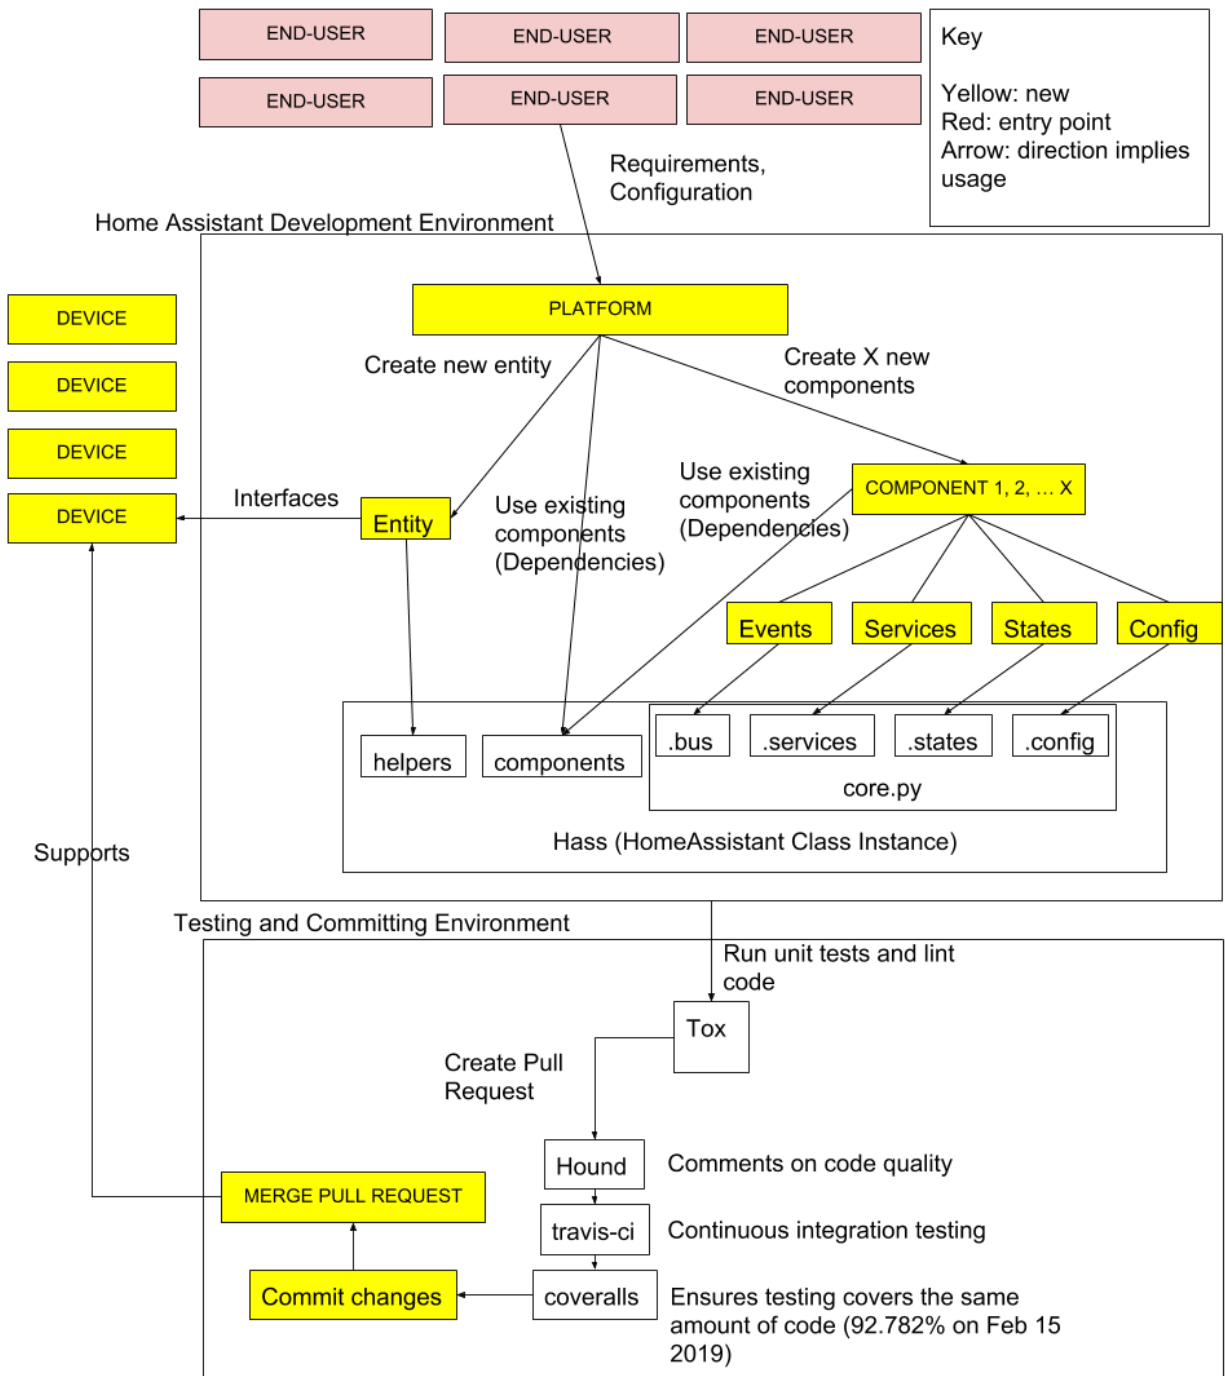 END-USER
END-USER
END-USER
END-USER
END-USER
END-USER
Key
Yellow: new
Red: entry point
Arrow: direction implies
usage
Requirements,
Configuration
Home Assistant Development Environment
PLATFORM
DEVICE
DEVICE
DEVICE
DEVICE
Create new entity
Create X new
components
Interfaces
Entity
Use existing
components
(Dependencies)
Use existing
components
(Dependencies)
COMPONENT 1, 2, ... X
Events
Services
States
Config
helpers
components
.bus
.services
.states
.config
core.py
Hass (HomeAssistant Class Instance)
Supports
Testing and Committing Environment
Run unit tests and lint
code
Tox
Create Pull
Request
Hound
Comments on code quality
MERGE PULL REQUEST
travis-ci
Continuous integration testing
Commit changes
coveralls
Ensures testing covers the same
amount of code (92.782% on Feb 15
2019)